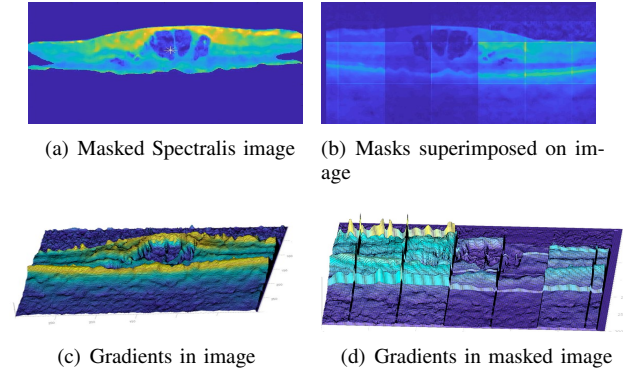 (a) Masked Spectralis image
(b) Masks superimposed on im-
age
(c) Gradients in image
(d) Gradients in masked image